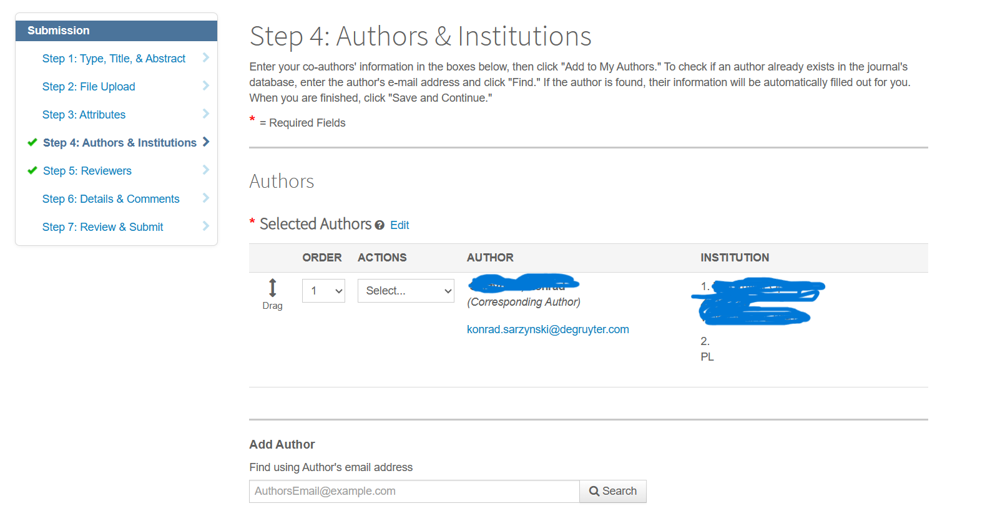 Submission
Step 1: Type, Title, & Abstract
Step 2: File Upload
Step 3: Attributes
Step 4: Authors & Institutions
Step 5: Reviewers
Step 6: Details & Comments
Step 7: Review & Submit
Step 4: Authors & Institutions
Enter your co-authors' information in the boxes below, then click "Add to My Authors." To check if an author already exists in the journal's
database, enter the author's e-mail address and click "Find." If the author is found, their information will be automatically filled out for you.
When you are finished, click "Save and Continue."
* = Required Fields
Authors
* Selected Authors ? Edit
ORDER ACTIONS AUTHOR INSTITUTION
Drag
1 Select...
(Corresponding Author)
konrad.sarzynski@degruyter.com
1.
2.
PL
Add Author
Find using Author's email address
AuthorsEmail@example.com Search